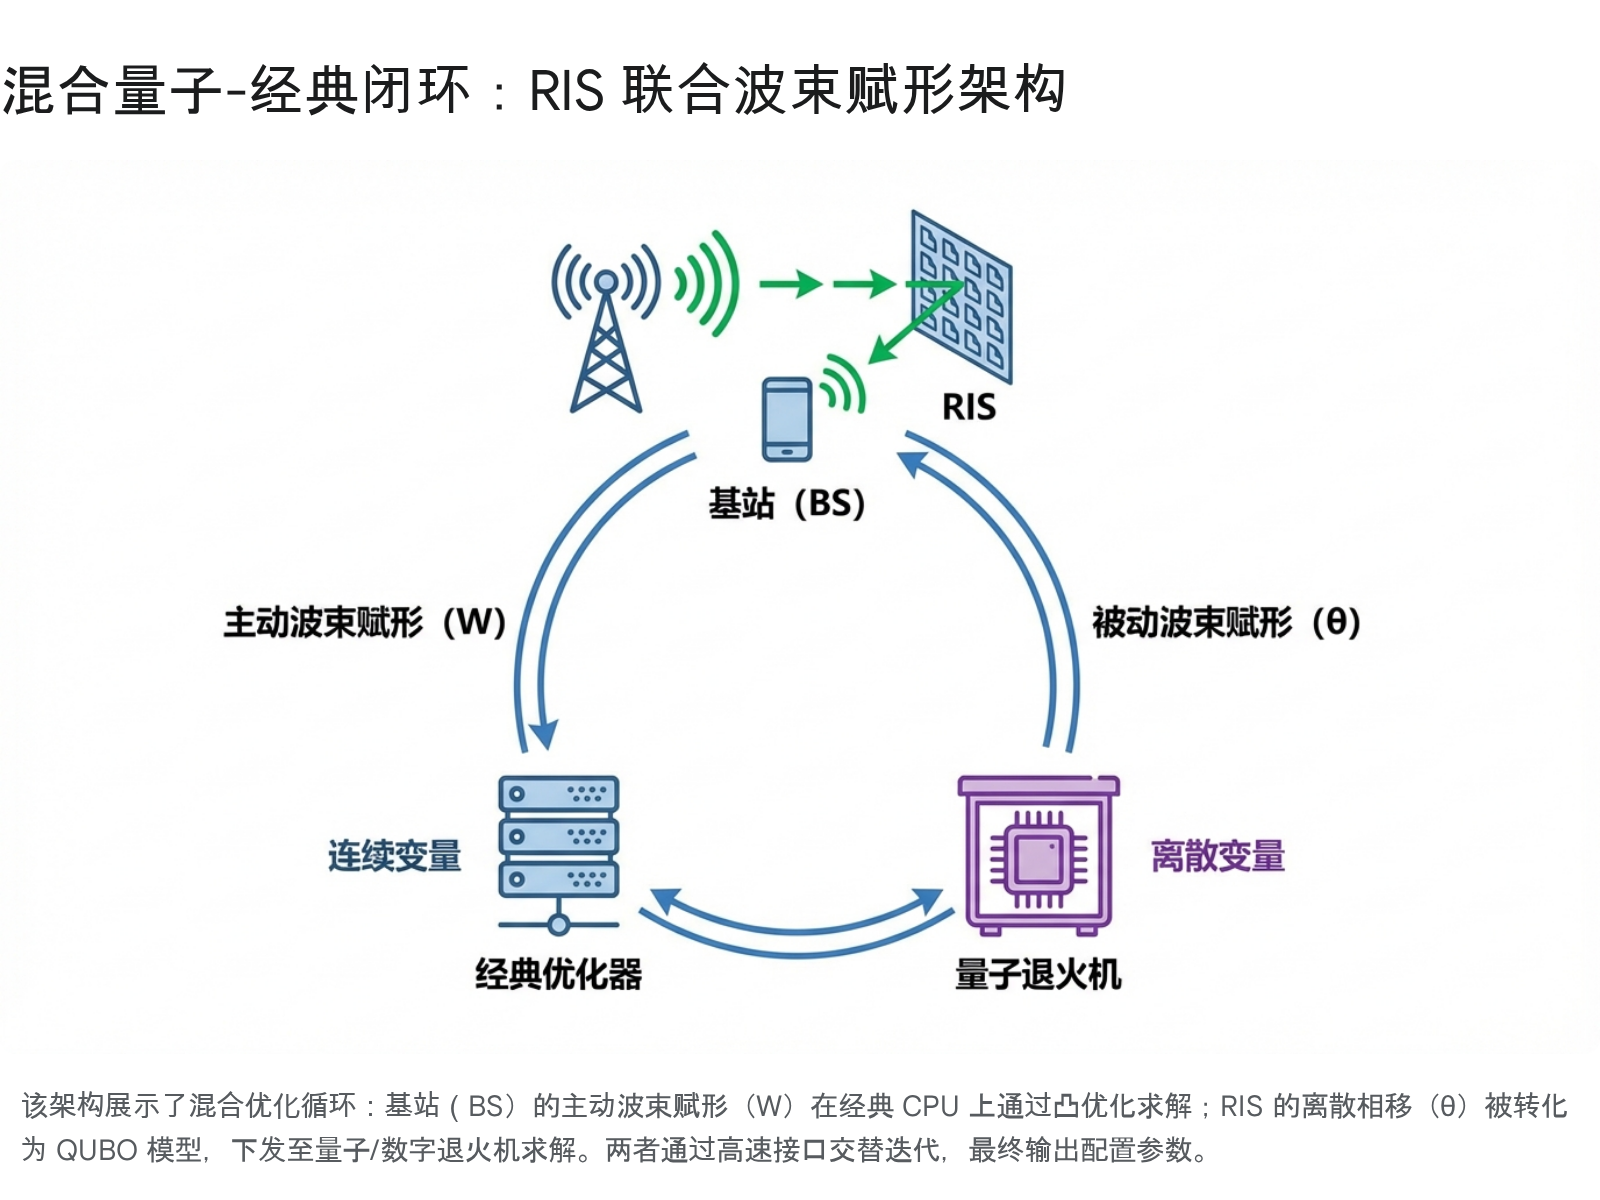 混合量子-经典闭环：RIS 联合波束赋形架构
RIS
基站（BS）
主动波束赋形（W）
被动波束赋形（θ）
连续变量
离散变量
经典优化器
量子退火机
该架构展示了混合优化循环：基站（BS）的主动波束赋形（W）在经典 CPU 上通过凸优化求解；RIS 的离散相移（θ）被转化
为 QUBO 模型，下发至量子/数字退火机求解。两者通过高速接口交替迭代，最终输出配置参数。